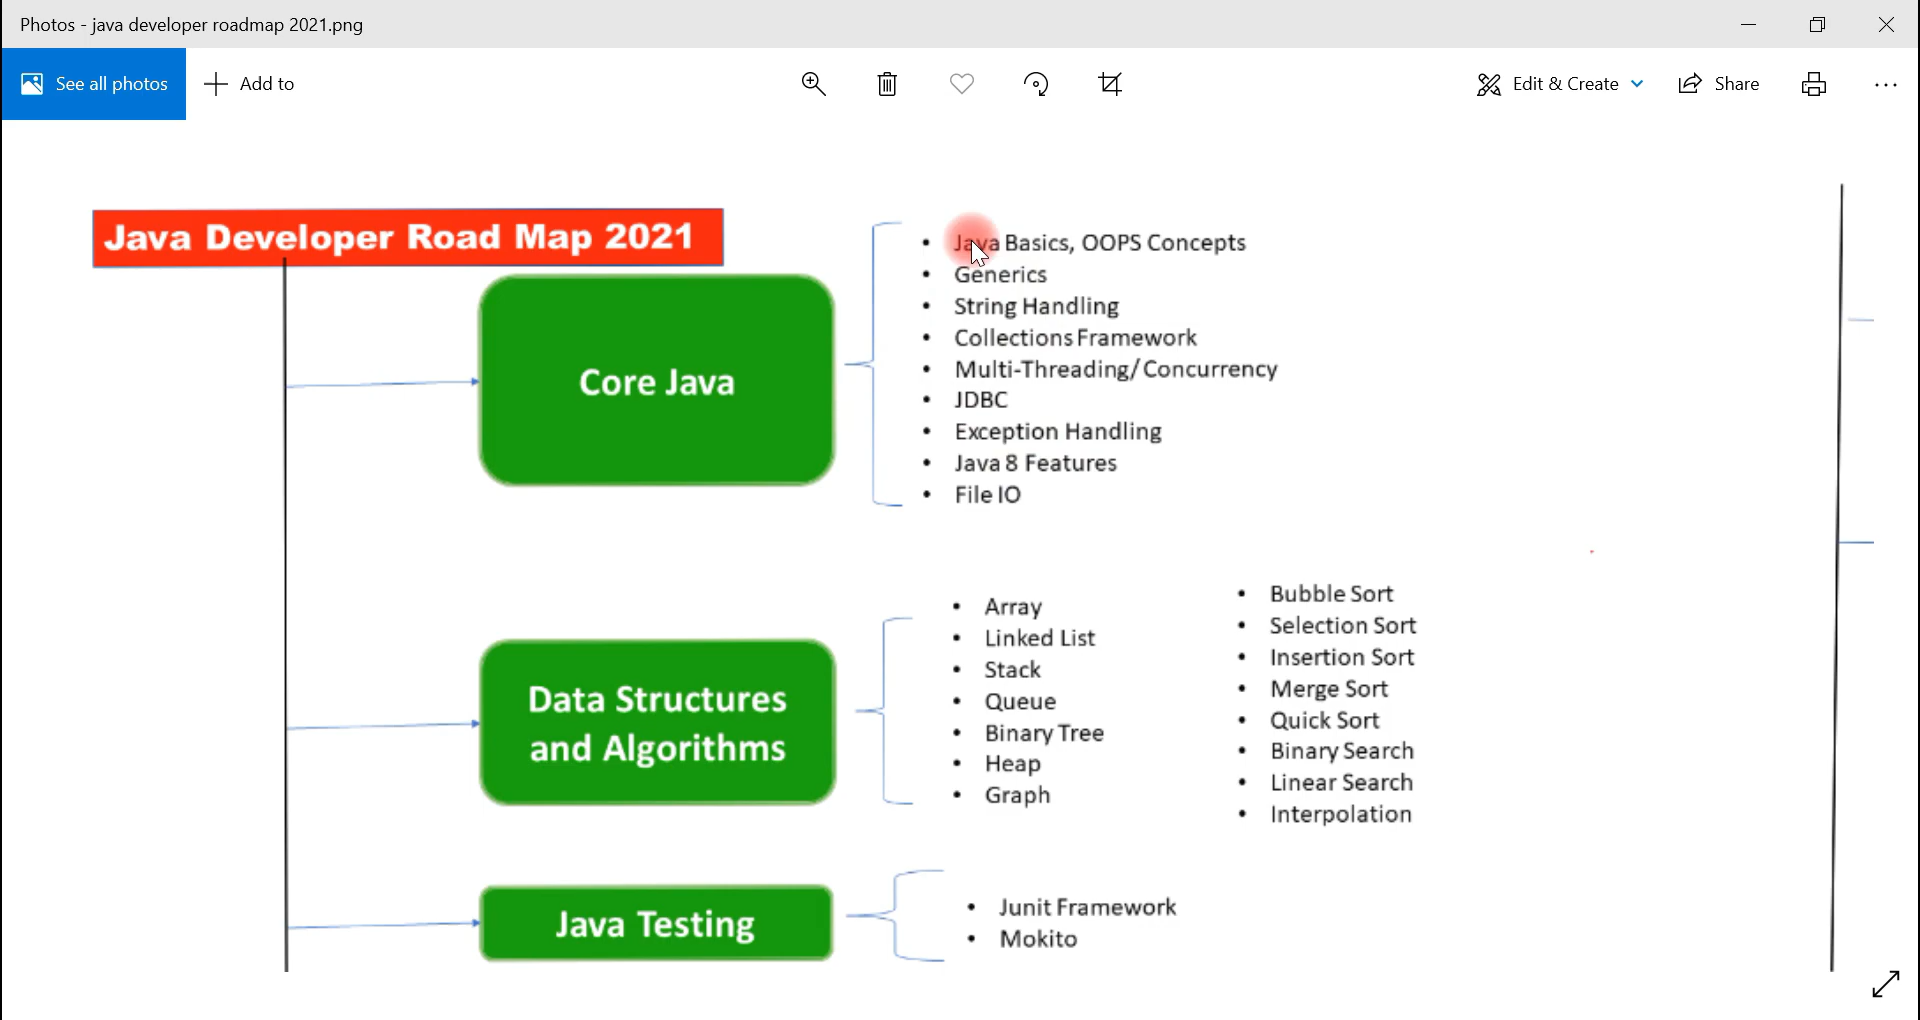 Photos - java developer roadmap 2021.png
See all photos
Add to
Edit & Create
Share
Java Developer Road Map 2021
Core Java
• Java Basics, OOPS Concepts
• Generics
• String Handling
• Collections Framework
• Multi-Threading/Concurrency
• JDBC
• Exception Handling
• Java 8 Features
• File IO
Data Structures
and Algorithms
• Array
• Linked List
• Stack
• Queue
• Binary Tree
• Heap
• Graph
• Bubble Sort
• Selection Sort
• Insertion Sort
• Merge Sort
• Quick Sort
• Binary Search
• Linear Search
• Interpolation
Java Testing
• Junit Framework
• Mokito